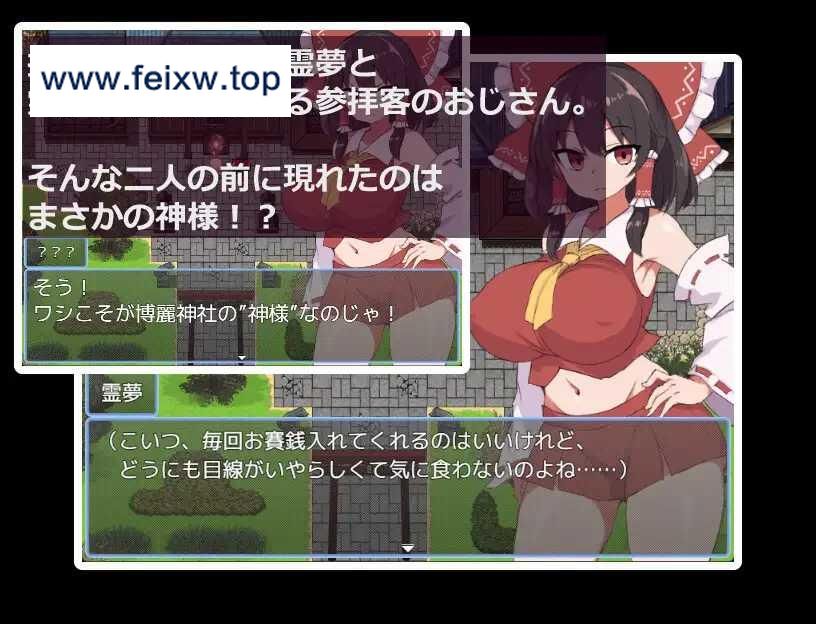 www.feixw.top
霊夢と
る参拝客のおじさん。
そんな二人の前に現れたのは
まさかの神様！？
？？？
そう！
ワシこそが博麗神社の”神様”なのじゃ！
霊夢
（こいつ、毎回お賽銭入れてくれるのはいいけれど、
どうにも目線がいやらしくて気に食わないのよね……）